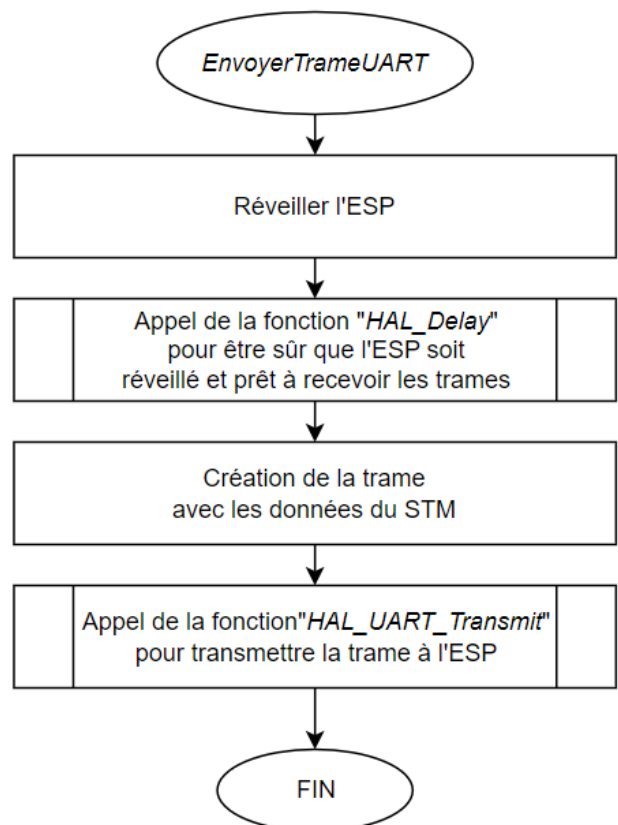 EnvoyerTrameUART
Réveiller l'ESP
Appel de la fonction "HAL_Delay"
pour être sûr que l'ESP soit
réveillé et prêt à recevoir les trames
Création de la trame
avec les données du STM
Appel de la fonction"HAL_UART_Transmit"
pour transmettre la trame à l'ESP
FIN